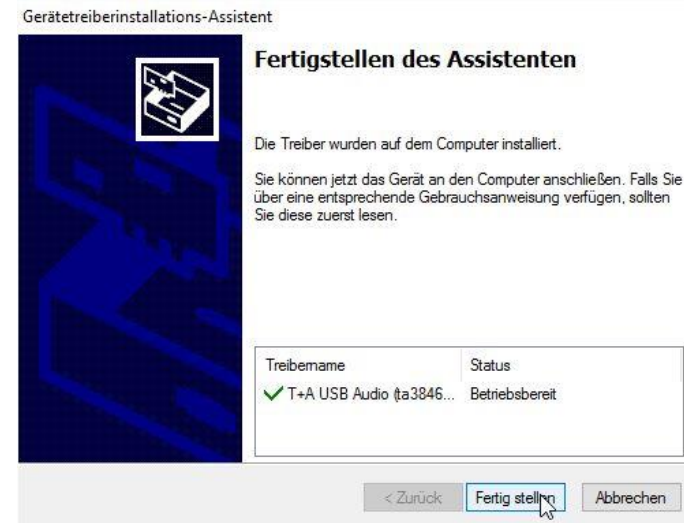 Gerätetreiberinstallations-Assistent
Fertigstellen des Assistenten
Die Treiber wurden auf dem Computer installiert.
Sie können jetzt das Gerät an den Computer anschließen. Falls Sie
über eine entsprechende Gebrauchsanweisung verfügen, sollten
Sie diese zuerst lesen.
Treibername Status
T+A USB Audio (ta3846... Betriebsbereit
< Zurück Fertig stellen Abbrechen